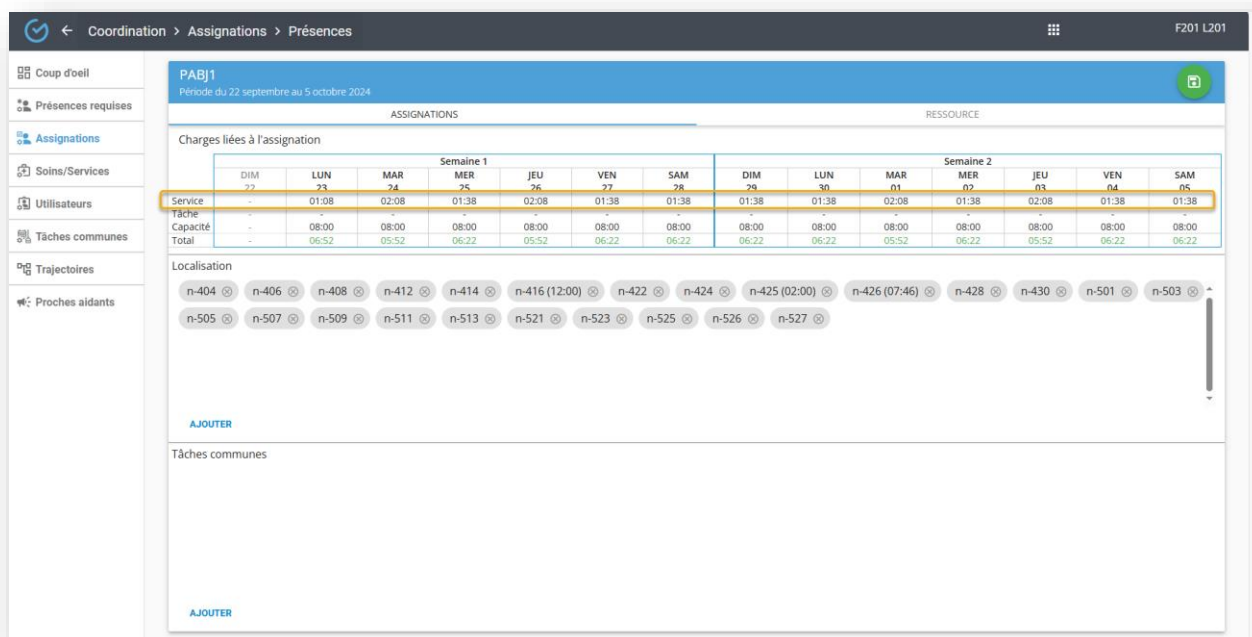 Coordination > Assignations > Présences
F201 L201
Coup d'oeil
Présences requises
Assignations
Soins/Services
Utilisateurs
Tâches communes
Trajectoires
Proches aidants
PABJ1
Période du 22 septembre au 5 octobre 2024
ASSIGNATIONS RESSOURCE
Charges liées à l'assignation
Semaine 1 Semaine 2
DIM LUN MAR MER JEU VEN SAM DIM LUN MAR MER JEU VEN SAM
22 23 24 25 26 27 28 29 30 01 02 03 04 05
Service - 01:08 02:08 01:38 02:08 01:38 01:38 01:38 01:38 02:08 01:38 02:08 01:38 01:38
Tâche - - - - - - - - - - - - - -
Capacité - 08:00 08:00 08:00 08:00 08:00 08:00 08:00 08:00 08:00 08:00 08:00 08:00 08:00
Total - 06:52 05:52 06:22 05:52 06:22 06:22 06:22 06:22 05:52 06:22 05:52 06:22 06:22
Localisation
n-404 n-406 n-408 n-412 n-414 n-416 (12:00) n-422 n-424 n-425 (02:00) n-426 (07:46) n-428 n-430 n-501 n-503
n-505 n-507 n-509 n-511 n-513 n-521 n-523 n-525 n-526 n-527
AJOUTER
Tâches communes
AJOUTER